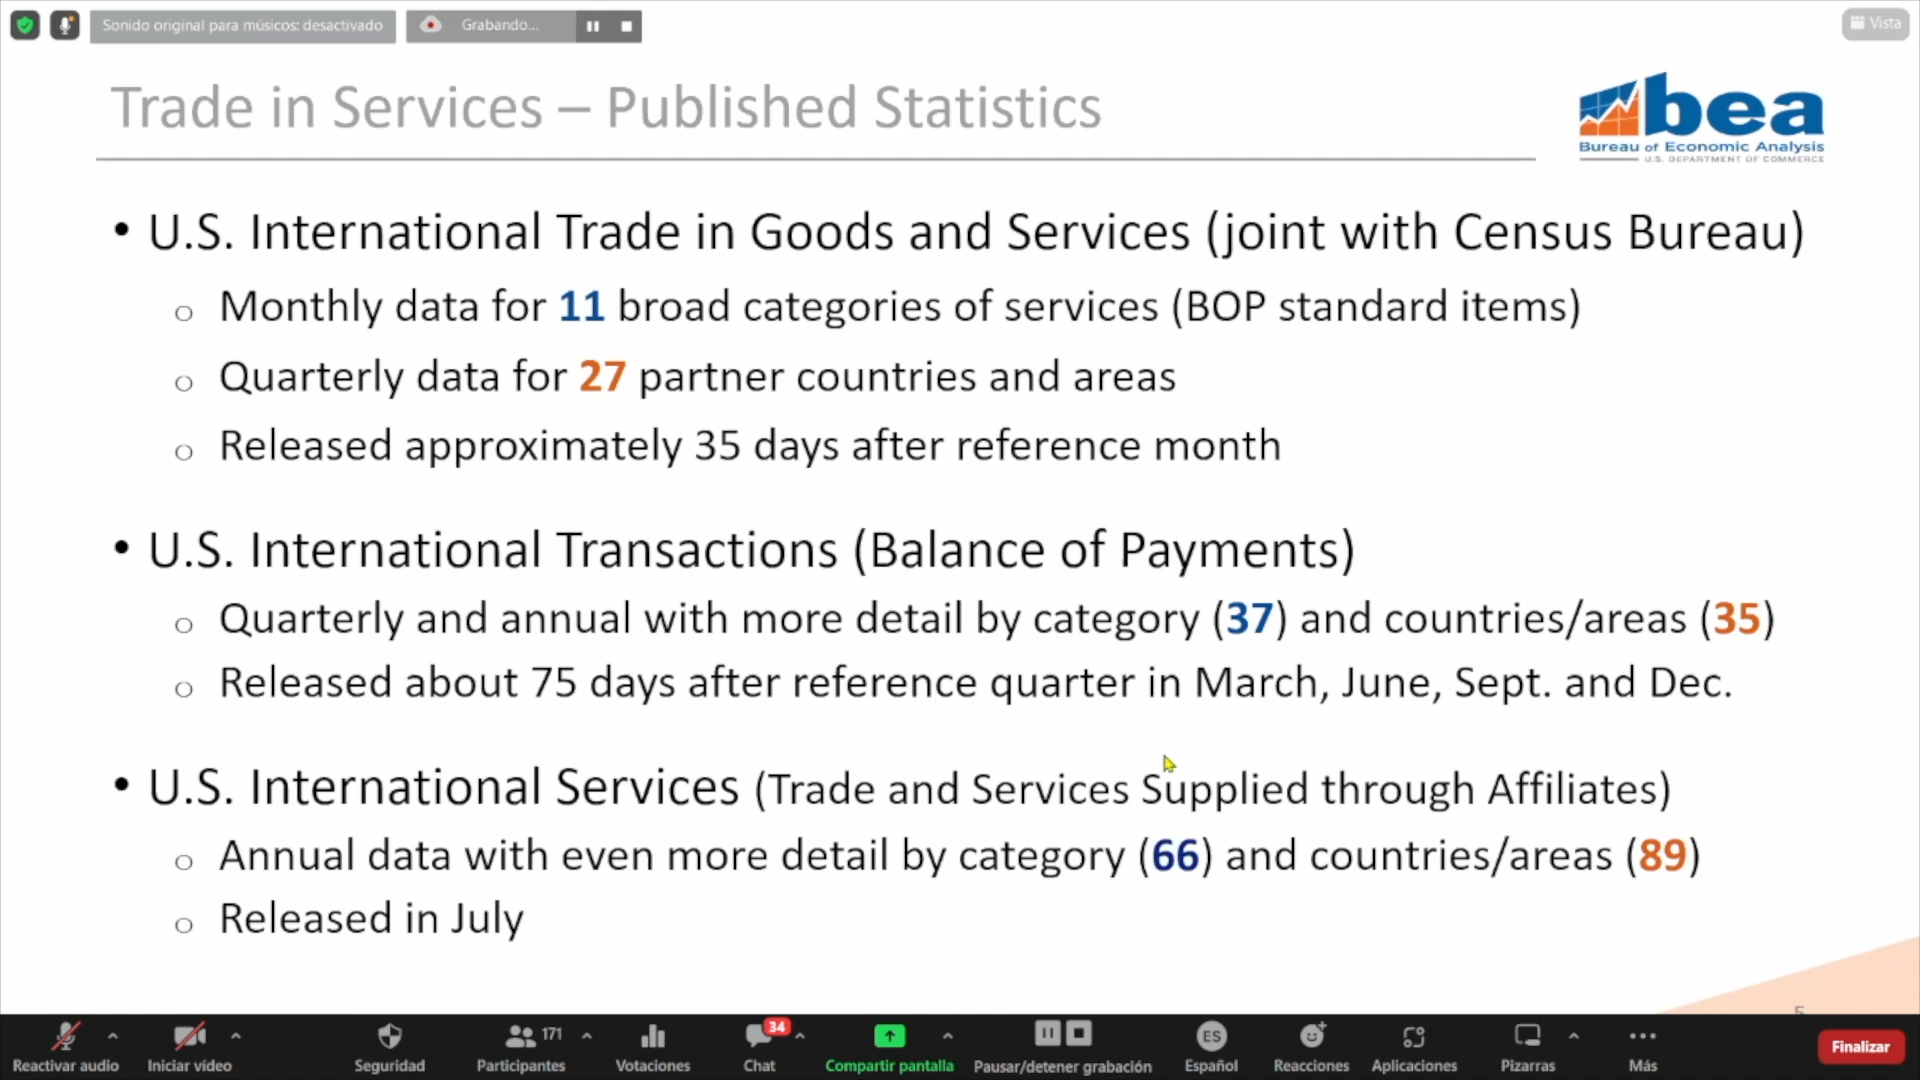 Sonido original para músicos: desactivado
Grabando...
Vista
Trade in Services – Published Statistics
bea
Bureau of Economic Analysis
U.S. DEPARTMENT OF COMMERCE
• U.S. International Trade in Goods and Services (joint with Census Bureau)
o Monthly data for 11 broad categories of services (BOP standard items)
o Quarterly data for 27 partner countries and areas
o Released approximately 35 days after reference month
• U.S. International Transactions (Balance of Payments)
o Quarterly and annual with more detail by category (37) and countries/areas (35)
o Released about 75 days after reference quarter in March, June, Sept. and Dec.
• U.S. International Services (Trade and Services Supplied through Affiliates)
o Annual data with even more detail by category (66) and countries/areas (89)
o Released in July
171
34
ES
Reactivar audio
Iniciar vídeo
Seguridad
Participantes
Votaciones
Chat
Compartir pantalla
Pausar/detener grabación
Español
Reacciones
Aplicaciones
Pizarras
Más
Finalizar